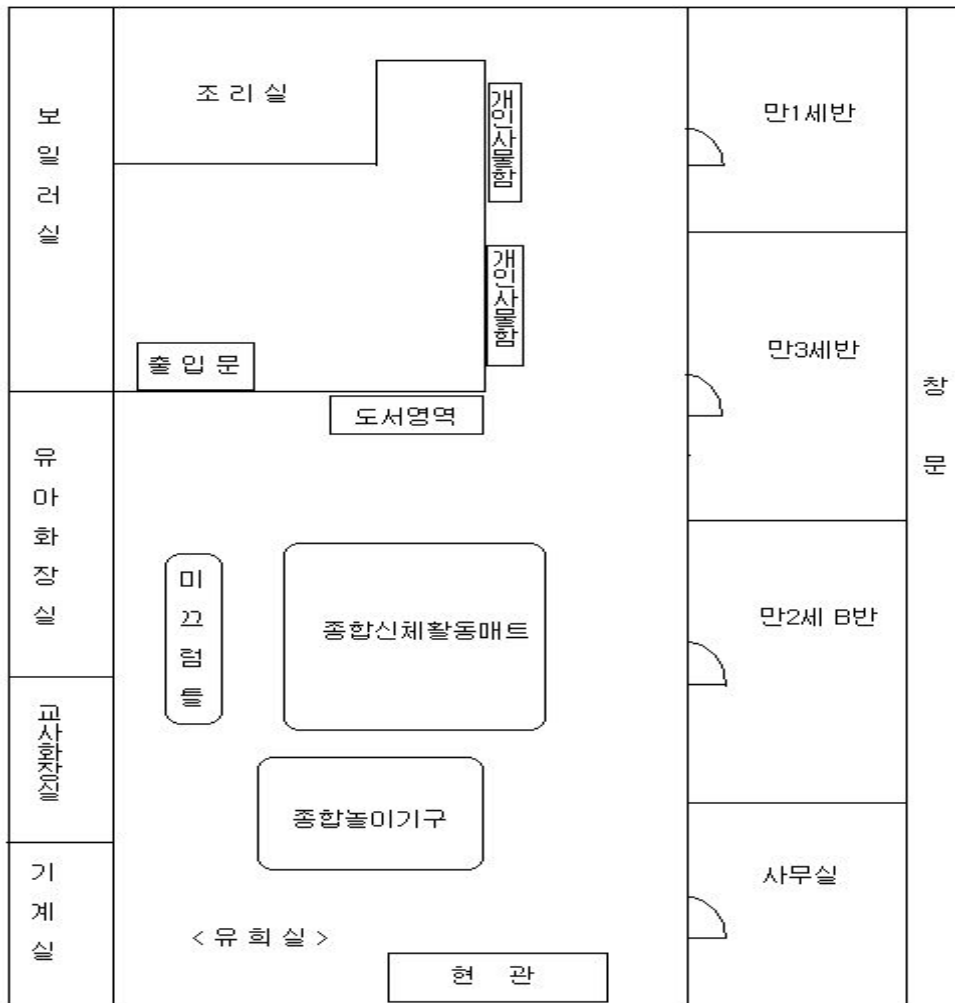 보일러실
조 리 실
개인사물함
만1세반
개인사물함
만3세반
창문
출 입 문
도서영역
유아화장실
미끄럼틀
종합신체활동매트
만2세 B반
교사화장실
종합놀이기구
기계실
사무실
< 유 희 실 >
현 관